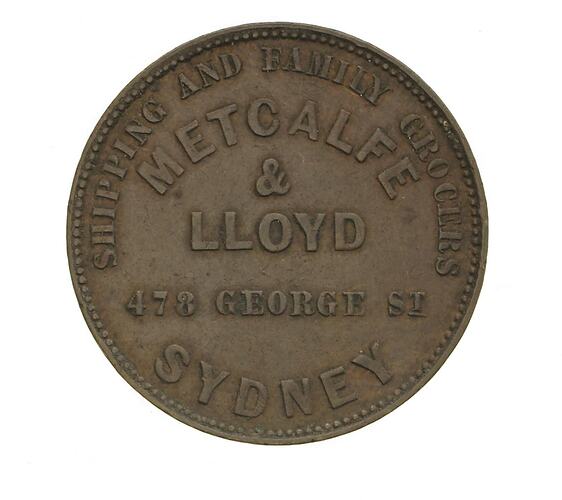 SHIPPING AND FAMILY GROCERS
METCALFE
&
LLOYD
478 GEORGE ST
SYDNEY